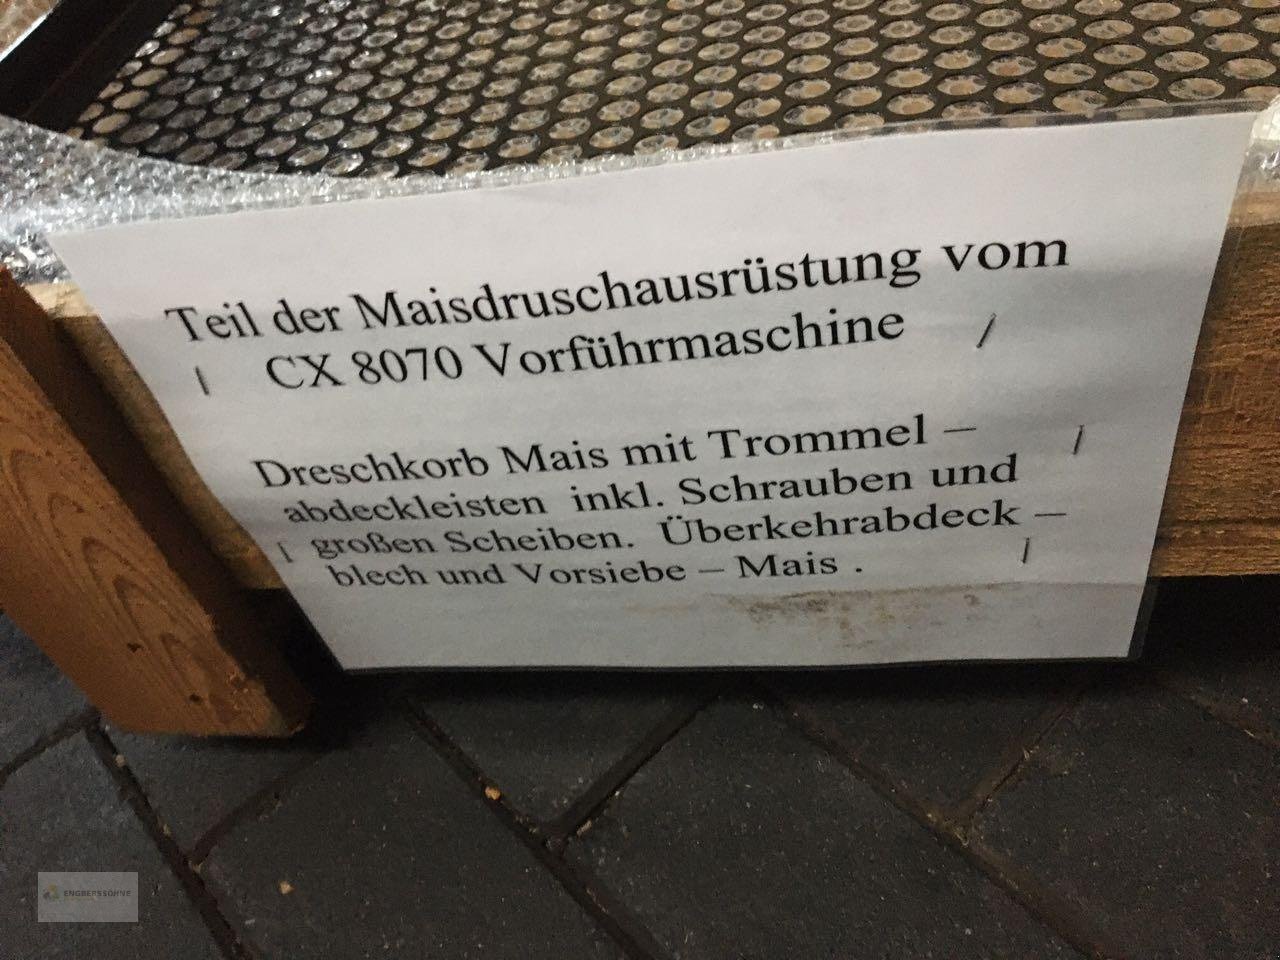 Teil der Maisdruschausrüstung vom
CX 8070 Vorführmaschine
Dreschkorb Mais mit Trommel –
abdeckleisten inkl. Schrauben und
großen Scheiben. Überkehrabdeck –
blech und Vorsiebe – Mais .
ENGBERSSÖHNE